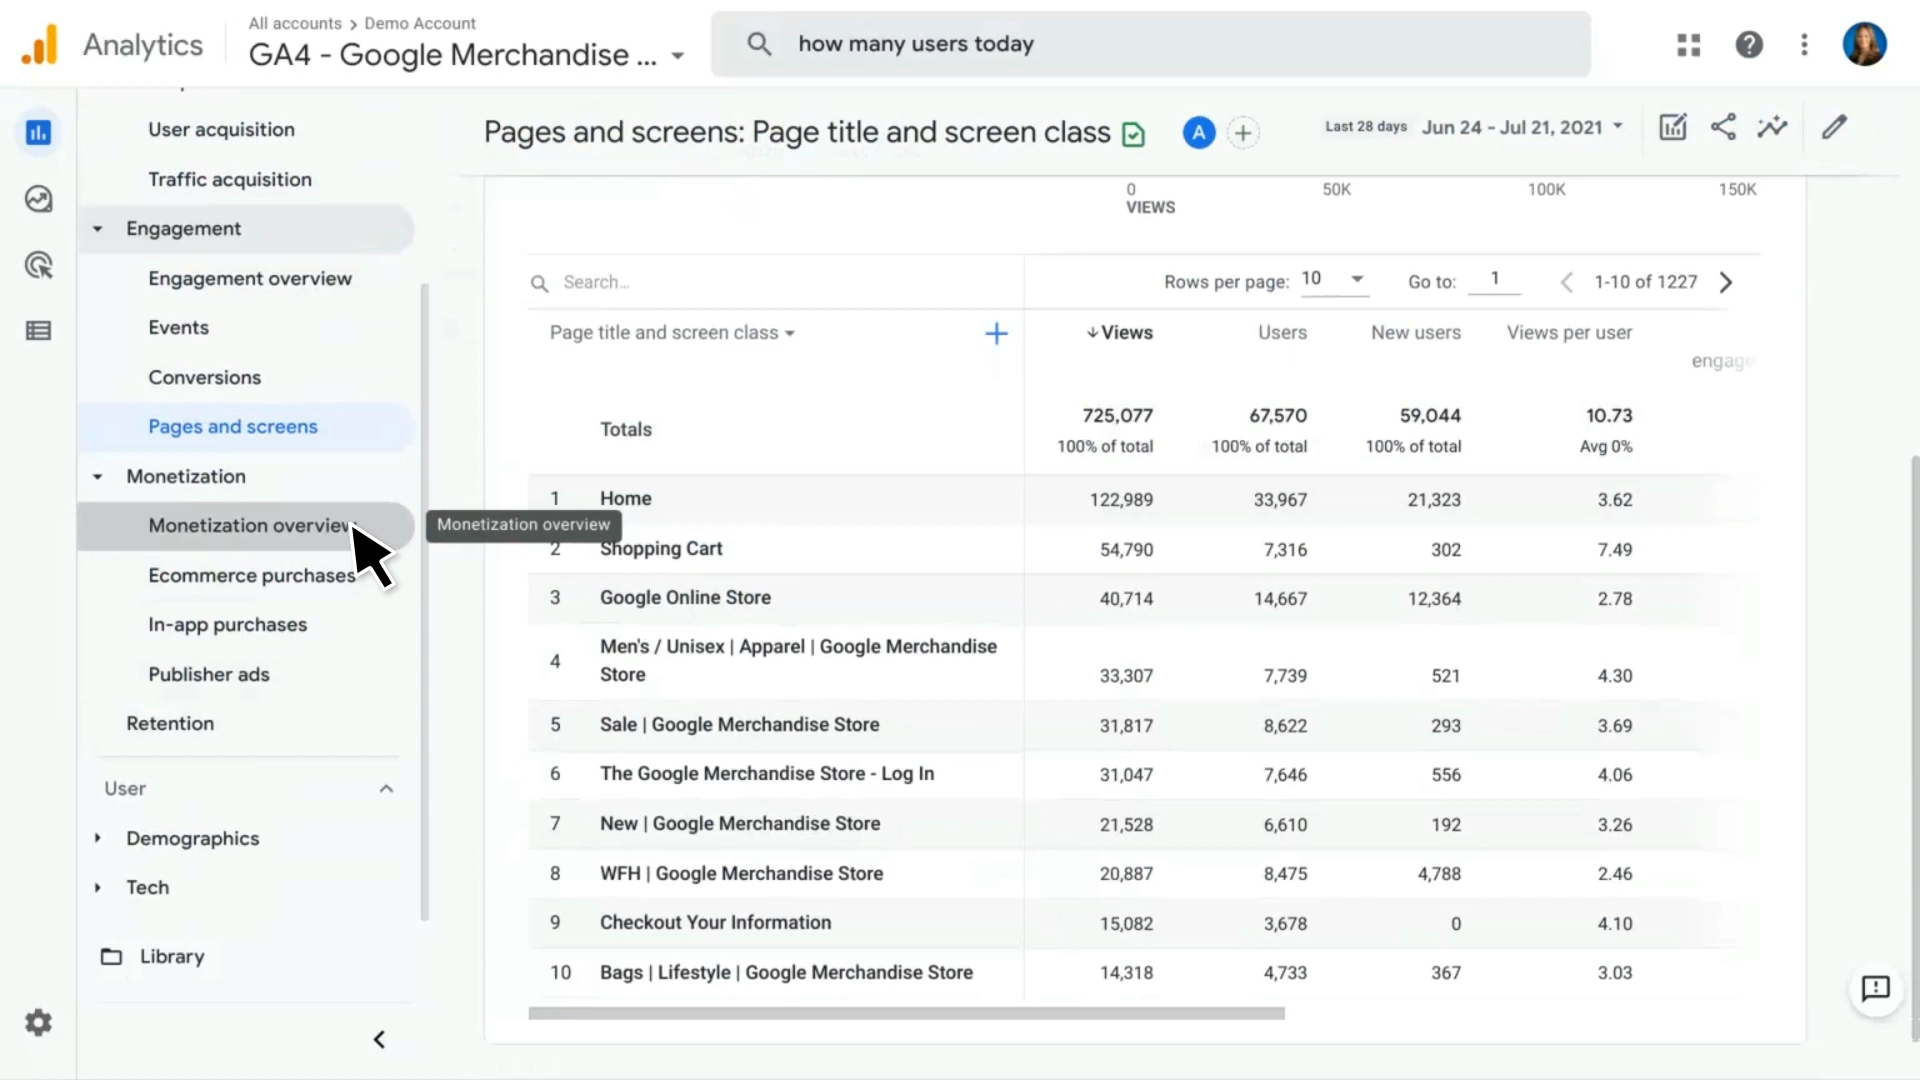 All accounts > Demo Account
Analytics
GA4 - Google Merchandise ...
how many users today
User acquisition
Traffic acquisition
Engagement
Engagement overview
Events
Conversions
Pages and screens
Monetization
Monetization overview
Ecommerce purchases
In-app purchases
Publisher ads
Retention
User
Demographics
Tech
Library
Monetization overview
Pages and screens: Page title and screen class
A
Last 28 days Jun 24 - Jul 21, 2021
0 50K 100K 150K
VIEWS
Search...
Rows per page: 10 Go to: 1 1-10 of 1227
Page title and screen class Views Users New users Views per user
Totals 725,077 67,570 59,044 10.73
100% of total 100% of total 100% of total Avg 0%
1 Home 122,989 33,967 21,323 3.62
2 Shopping Cart 54,790 7,316 302 7.49
3 Google Online Store 40,714 14,667 12,364 2.78
4 Men's / Unisex | Apparel | Google Merchandise
Store 33,307 7,739 521 4.30
5 Sale | Google Merchandise Store 31,817 8,622 293 3.69
6 The Google Merchandise Store - Log In 31,047 7,646 556 4.06
7 New | Google Merchandise Store 21,528 6,610 192 3.26
8 WFH | Google Merchandise Store 20,887 8,475 4,788 2.46
9 Checkout Your Information 15,082 3,678 0 4.10
10 Bags | Lifestyle | Google Merchandise Store 14,318 4,733 367 3.03